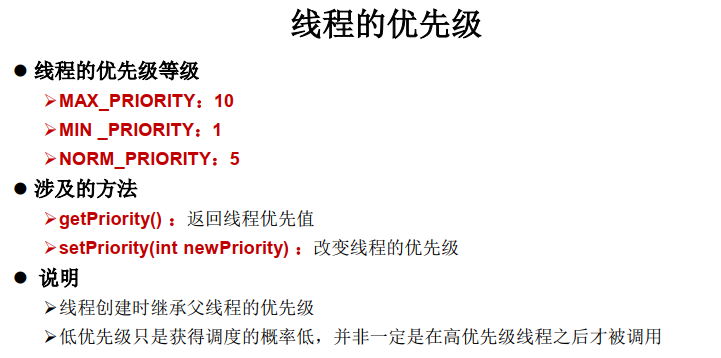 线程的优先级
● 线程的优先级等级
➢MAX_PRIORITY：10
➢MIN _PRIORITY：1
➢NORM_PRIORITY：5
● 涉及的方法
➢getPriority() ：返回线程优先值
➢setPriority(int newPriority) ：改变线程的优先级
● 说明
➢线程创建时继承父线程的优先级
➢低优先级只是获得调度的概率低，并非一定是在高优先级线程之后才被调用